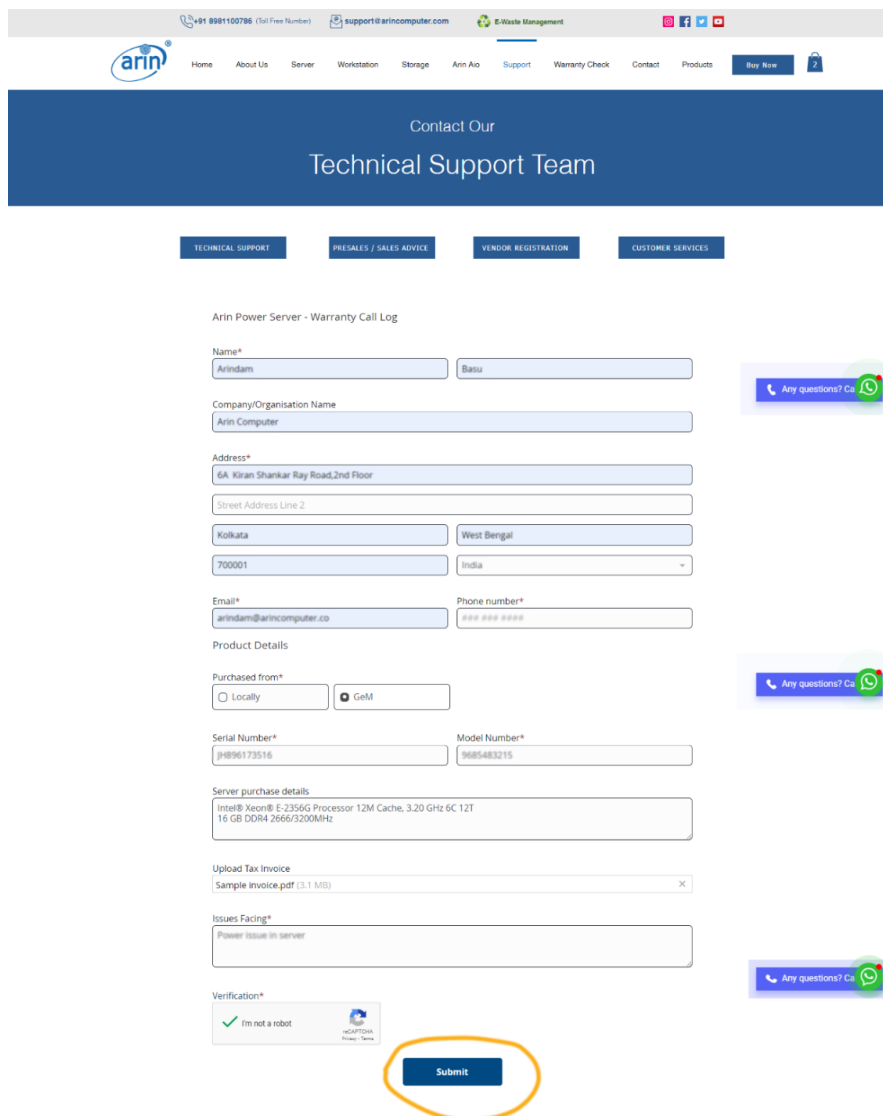 +91 8981100786 (Toll Free Number) support@arincomputer.com E-Waste Management
arin®
Home About Us Server Workstation Storage Arin Aio Support Warranty Check Contact Products Buy Now 2
Contact Our
Technical Support Team
TECHNICAL SUPPORT PRESALES / SALES ADVICE VENDOR REGISTRATION CUSTOMER SERVICES
Arin Power Server - Warranty Call Log
Name*
Arindam Basu
Any questions? Ca
Company/Organisation Name
Arin Computer
Address*
6A Kiran Shankar Ray Road,2nd Floor
Street Address Line 2
Kolkata West Bengal
700001 India
Email* Phone number*
arindam@arincomputer.co ### ### ####
Product Details
Purchased from*
Any questions? Ca
Locally GeM
Serial Number* Model Number*
JH896173516 9685483215
Server purchase details
Intel® Xeon® E-2356G Processor 12M Cache, 3.20 GHz 6C 12T
16 GB DDR4 2666/3200MHz
Upload Tax Invoice
Sample invoice.pdf (3.1 MB)
Issues Facing*
Power issue in server
Any questions? Ca
Verification*
I'm not a robot
reCAPTCHA
Privacy - Terms
Submit